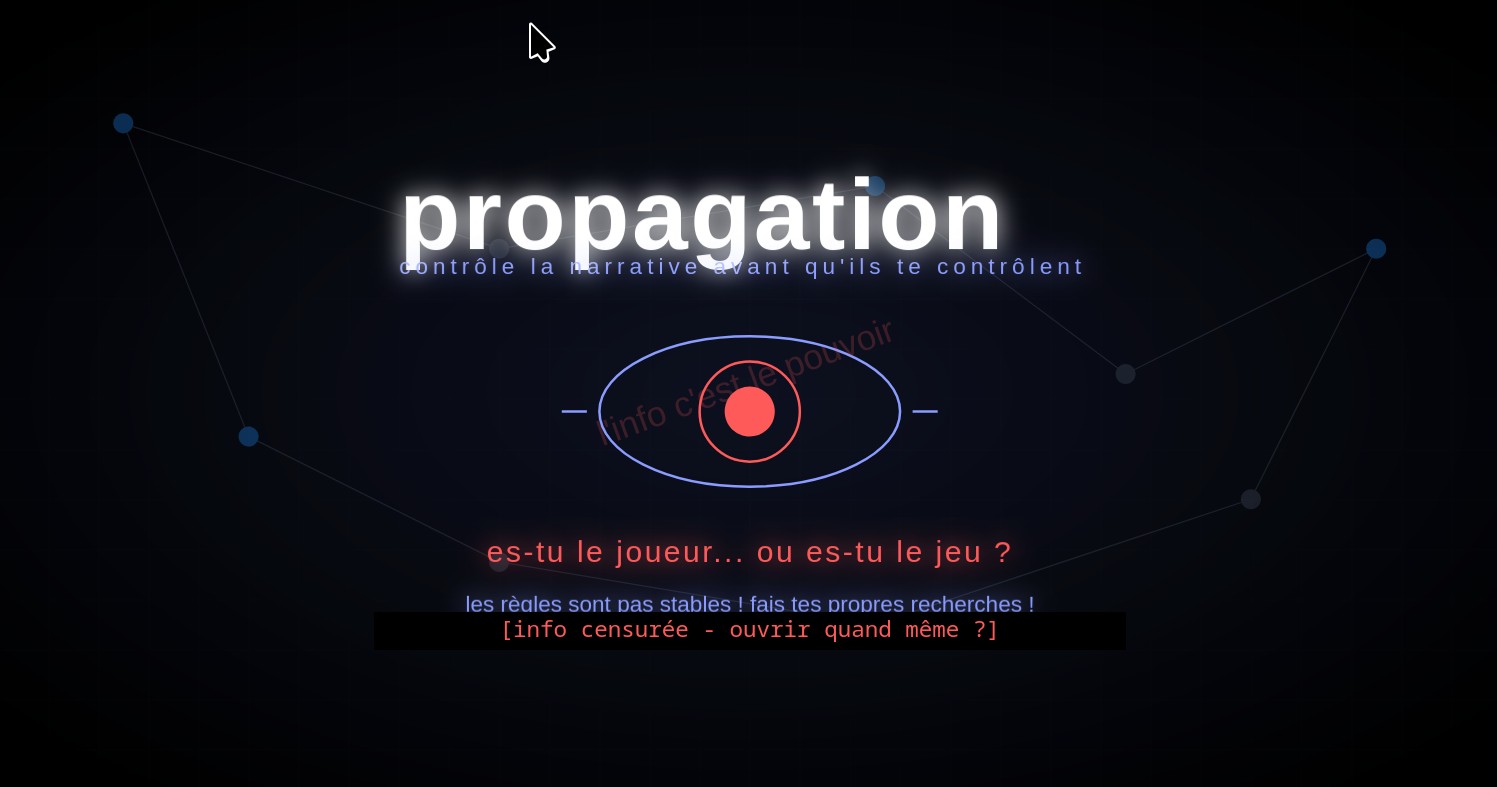 propagation
contrôle la narrative avant qu'ils te contrôlent
l'info c'est le pouvoir
es-tu le joueur... ou es-tu le jeu ?
les règles sont pas stables ! fais tes propres recherches !
[info censurée - ouvrir quand même ?]